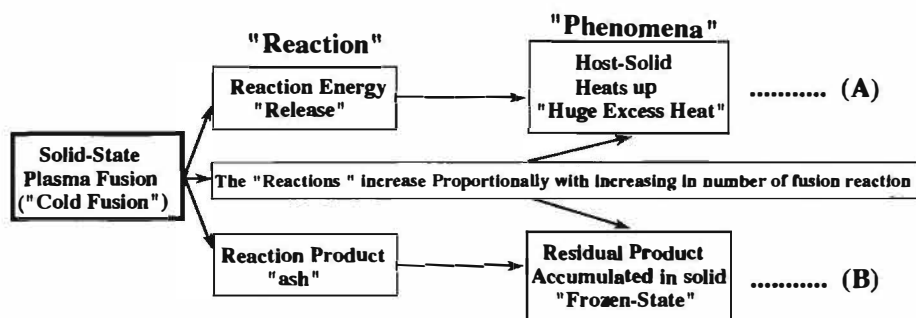 "Reaction"
"Phenomena"
Reaction Energy
"Release"
Host-Solid
Heats up
"Huge Excess Heat"
........... (A)
Solid-State
Plasma Fusion
("Cold Fusion")
The "Reactions " increase Proportionally with increasing in number of fusion reaction
Reaction Product
"ash"
Residual Product
Accumulated in solid
"Frozen-State"
........... (B)